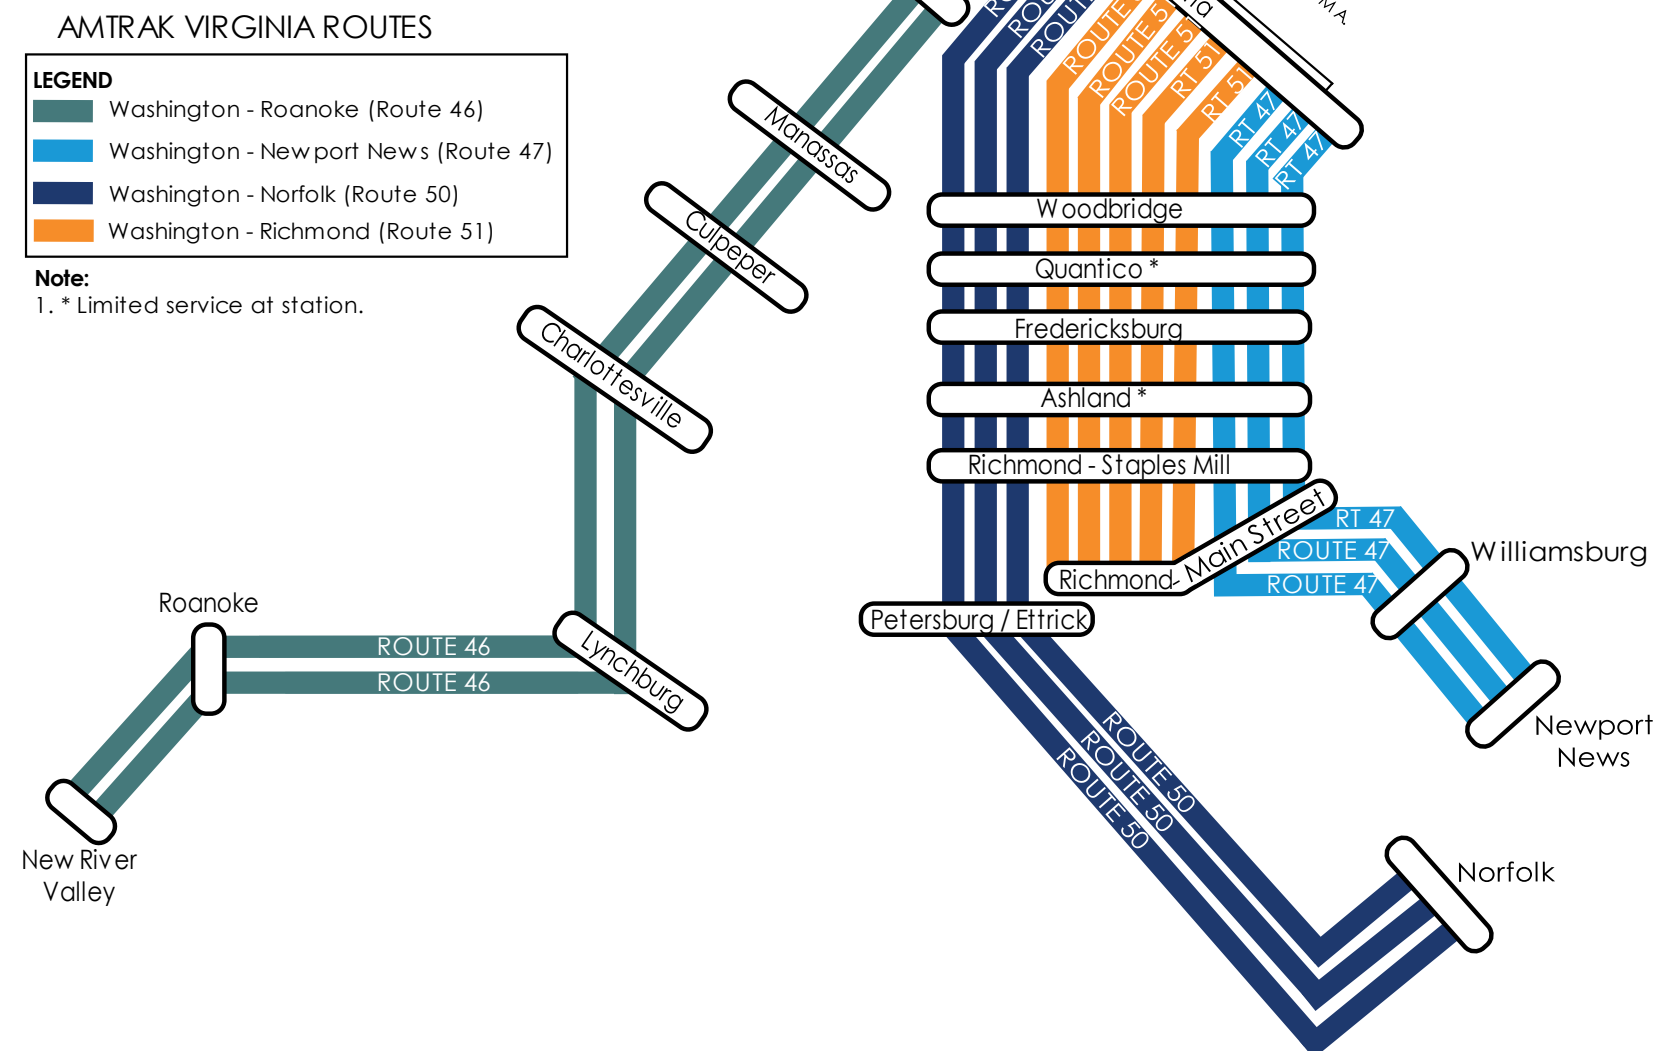 AMTRAK VIRGINIA ROUTES
LEGEND
Washington - Roanoke (Route 46)
Washington - Newport News (Route 47)
Washington - Norfolk (Route 50)
Washington - Richmond (Route 51)
Note:
1. * Limited service at station.
ROUTE 5
ROUTE 5
RT 51
RT 51
RT 47
RT 47
RT 47
Manassas
Culpeper
Charlottesville
Woodbridge
Quantico *
Fredericksburg
Ashland *
Richmond - Staples Mill
Richmond- Main Street
RT 47
ROUTE 47
ROUTE 47
Williamsburg
Newport
News
Petersburg / Ettrick
Roanoke
ROUTE 46
ROUTE 46
Lynchburg
New River
Valley
ROUTE 50
ROUTE 50
ROUTE 50
Norfolk